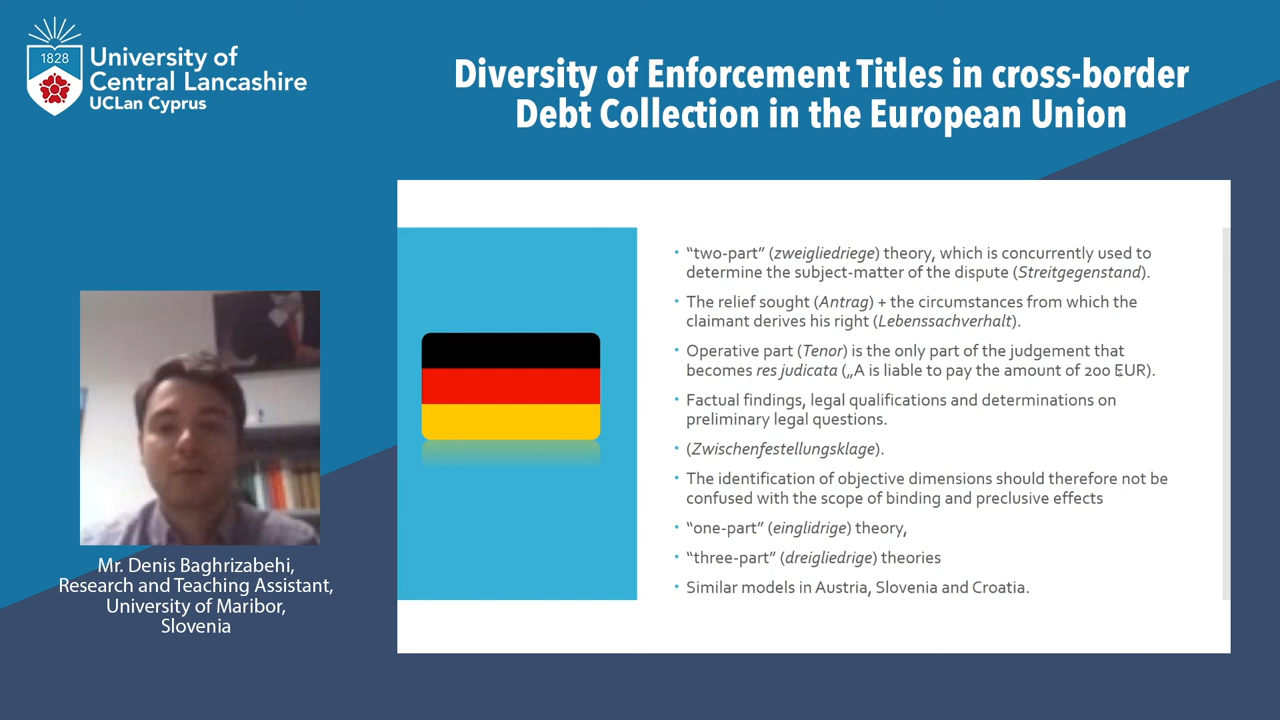 1828
University of
Central Lancashire
UCLan Cyprus
Diversity of Enforcement Titles in cross-border
Debt Collection in the European Union
• “two-part” (zweigliedriege) theory, which is concurrently used to
determine the subject-matter of the dispute (Streitgegenstand).
• The relief sought (Antrag) + the circumstances from which the
claimant derives his right (Lebenssachverhalt).
• Operative part (Tenor) is the only part of the judgement that
becomes res judicata („A is liable to pay the amount of 200 EUR).
• Factual findings, legal qualifications and determinations on
preliminary legal questions.
• (Zwischenfestellungsklage).
• The identification of objective dimensions should therefore not be
confused with the scope of binding and preclusive effects
• “one-part” (einglidrige) theory,
• “three-part” (dreigliedrige) theories
• Similar models in Austria, Slovenia and Croatia.
Mr. Denis Baghrizabehi,
Research and Teaching Assistant,
University of Maribor,
Slovenia